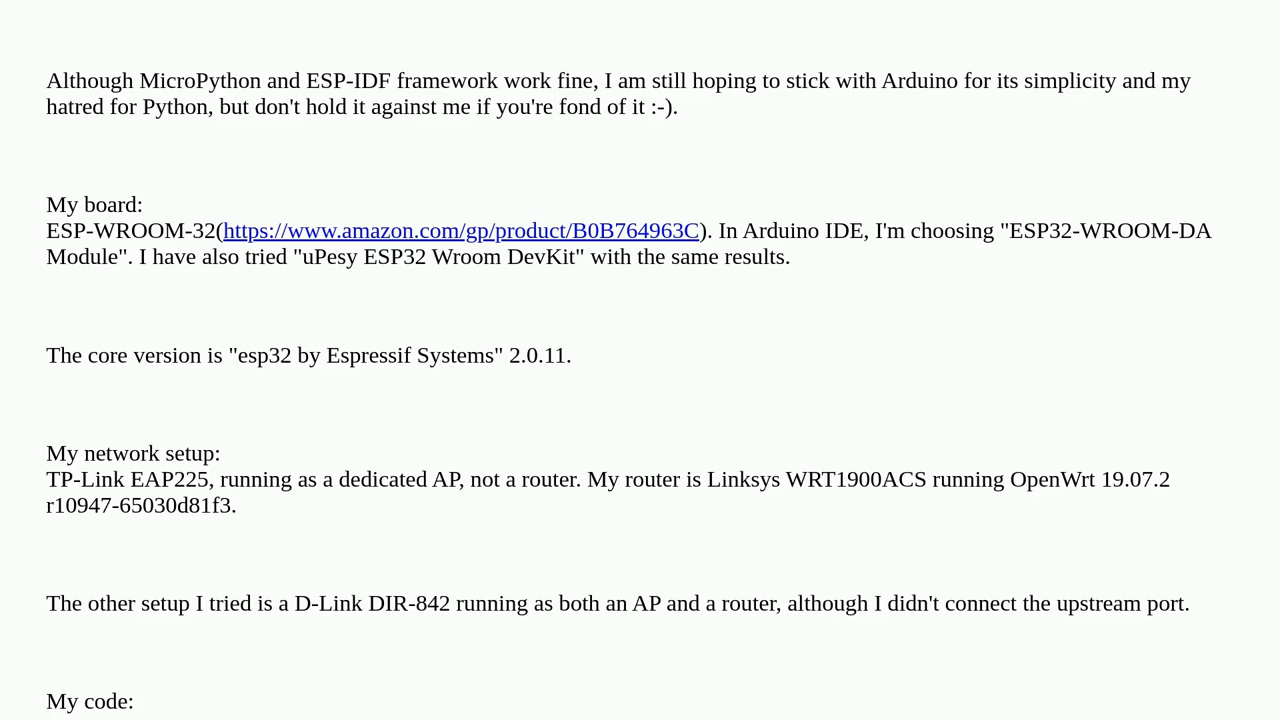 Although MicroPython and ESP-IDF framework work fine, I am still hoping to stick with Arduino for its simplicity and my
hatred for Python, but don't hold it against me if you're fond of it :-).
My board:
ESP-WROOM-32(https://www.amazon.com/gp/product/B0B764963C). In Arduino IDE, I'm choosing "ESP32-WROOM-DA
Module". I have also tried "uPesy ESP32 Wroom DevKit" with the same results.
The core version is "esp32 by Espressif Systems" 2.0.11.
My network setup:
TP-Link EAP225, running as a dedicated AP, not a router. My router is Linksys WRT1900ACS running OpenWrt 19.07.2
r10947-65030d81f3.
The other setup I tried is a D-Link DIR-842 running as both an AP and a router, although I didn't connect the upstream port.
My code: